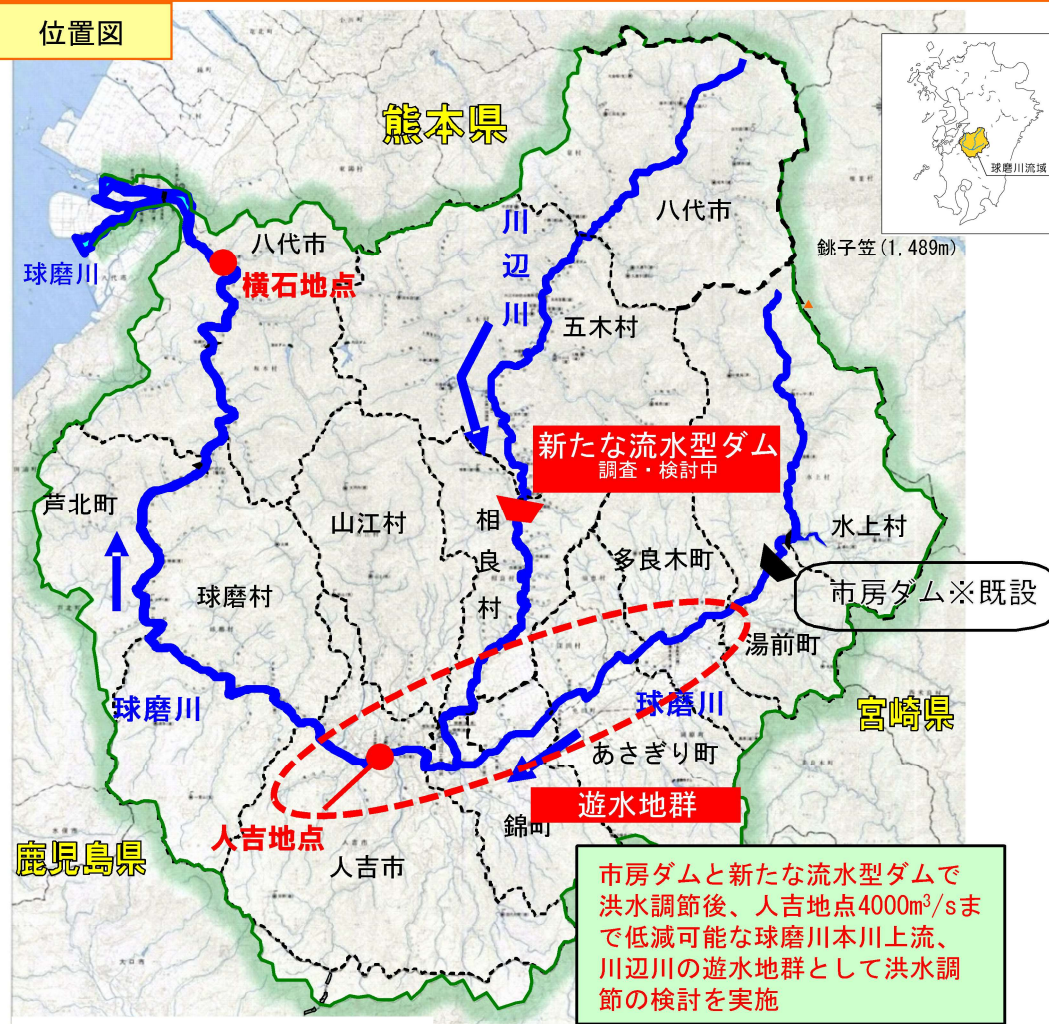 位置図
熊本県
球磨川流域
川辺川
八代市
八代市
銚子笠(1,489m)
球磨川
横石地点
五木村
新たな流水型ダム
調査・検討中
芦北町
山江村
相良村
水上村
多良木町
市房ダム※既設
球磨村
湯前町
球磨川
球磨川
宮崎県
あさぎり町
遊水地群
人吉地点
錦町
鹿児島県
人吉市
市房ダムと新たな流水型ダムで
洪水調節後、人吉地点4000m³/sま
で低減可能な球磨川本川上流、
川辺川の遊水地群として洪水調
節の検討を実施